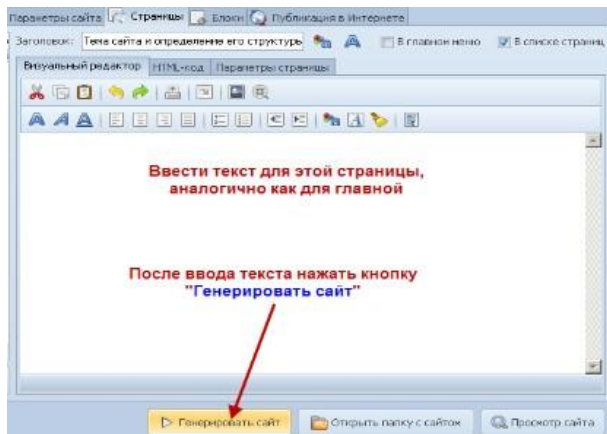 Параметры сайта Страницы Блоки Публикация в Интернете
Заголовок: Тема сайта и определение его структурь В главном меню В списке страниц
Визуальный редактор HTML-код Параметры страницы
Ввести текст для этой страницы,
аналогично как для главной
После ввода текста нажать кнопку
"Генерировать сайт"
Генерировать сайт Открыть папку с сайтом Просмотр сайта